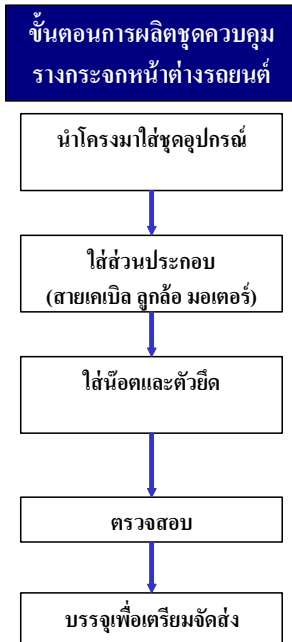 ขั้นตอนการผลิตชุดควบคุม
รางกระจกหน้าต่างรถยนต์
นำโครงมาใส่ชุดอุปกรณ์
ใส่ส่วนประกอบ
(สายเคเบิล ลูกล้อ มอเตอร์)
ใส่น๊อตและตัวยึด
ตรวจสอบ
บรรจุเพื่อเตรียมจัดส่ง